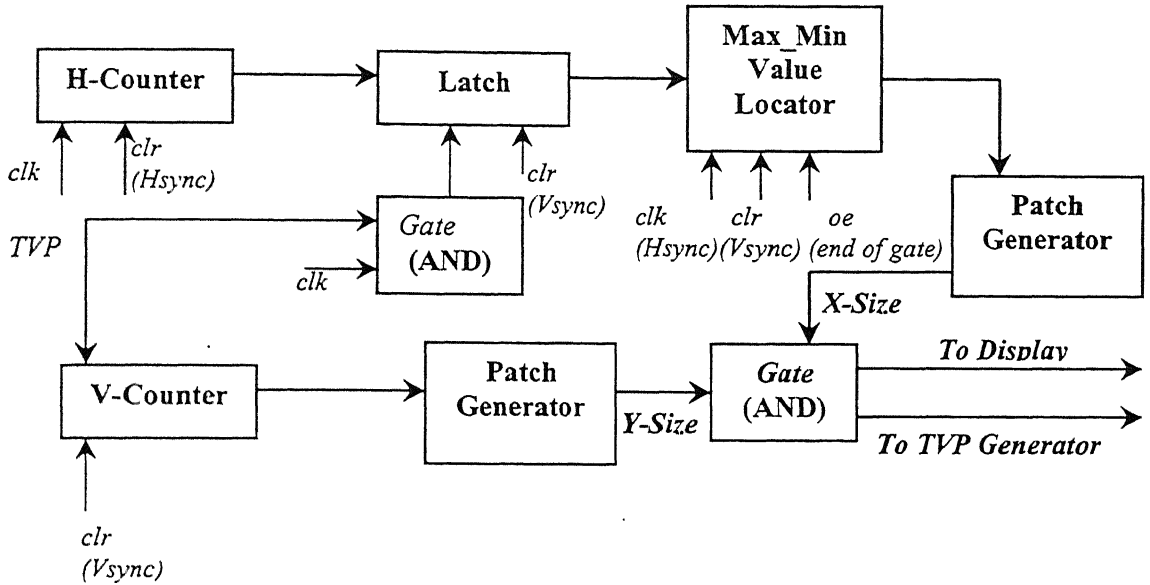 H-Counter
Latch
Max_Min
Value
Locator
clk
clr
(Hsync)
clr
(Vsync)
TVP
Gate
(AND)
clk
clk
(Hsync)
clr
(Vsync)
oe
(end of gate)
Patch
Generator
X-Size
V-Counter
Patch
Generator
Y-Size
Gate
(AND)
To Display
To TVP Generator
clr
(Vsync)